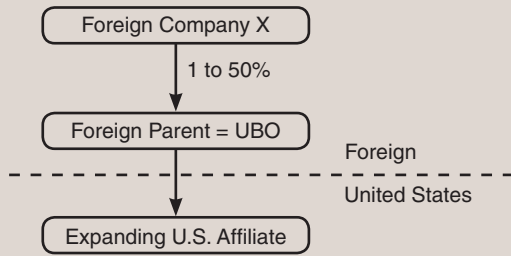 Foreign Company X
1 to 50%
Foreign Parent = UBO
Foreign
United States
Expanding U.S. Affiliate